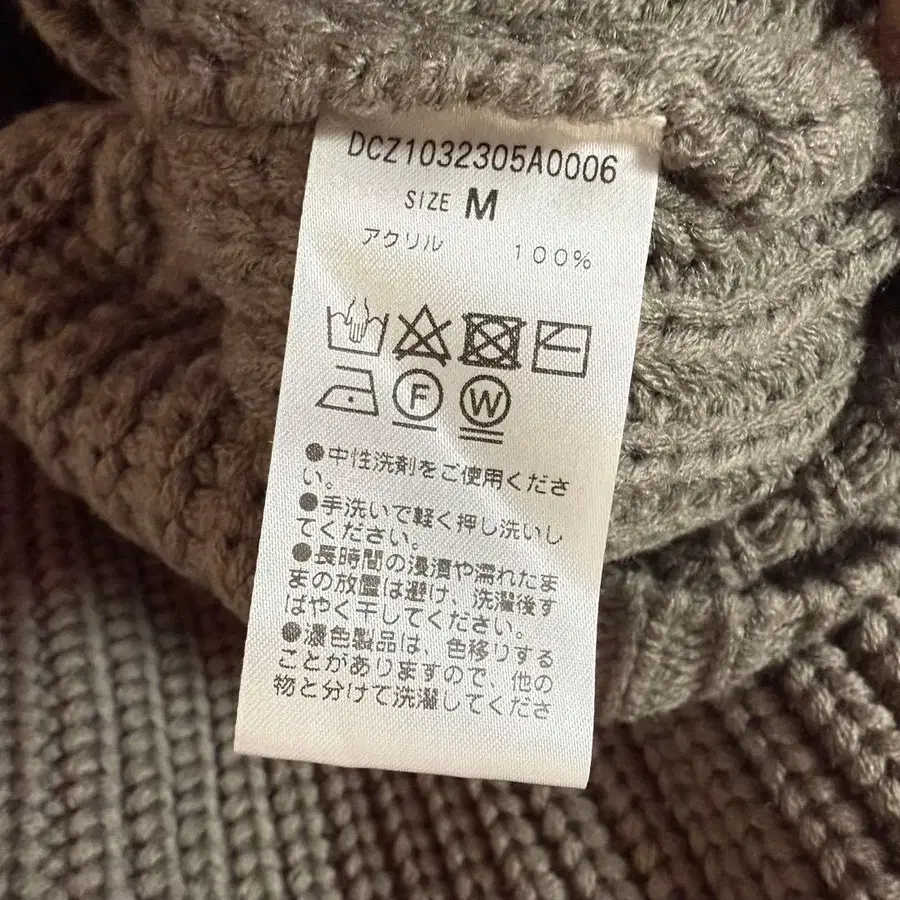 DCZ1032305A0006
SIZE M
アクリル 100%
F W
●中性洗剤をご使用くださ
い。
●手洗いで軽く押し洗いし
てください。
●長時間の浸漬や濡れたま
まの放置は避け、洗濯後す
ばやく干してください。
●濃色製品は、色移りする
ことがありますので、他の
物と分けて洗濯してくださ